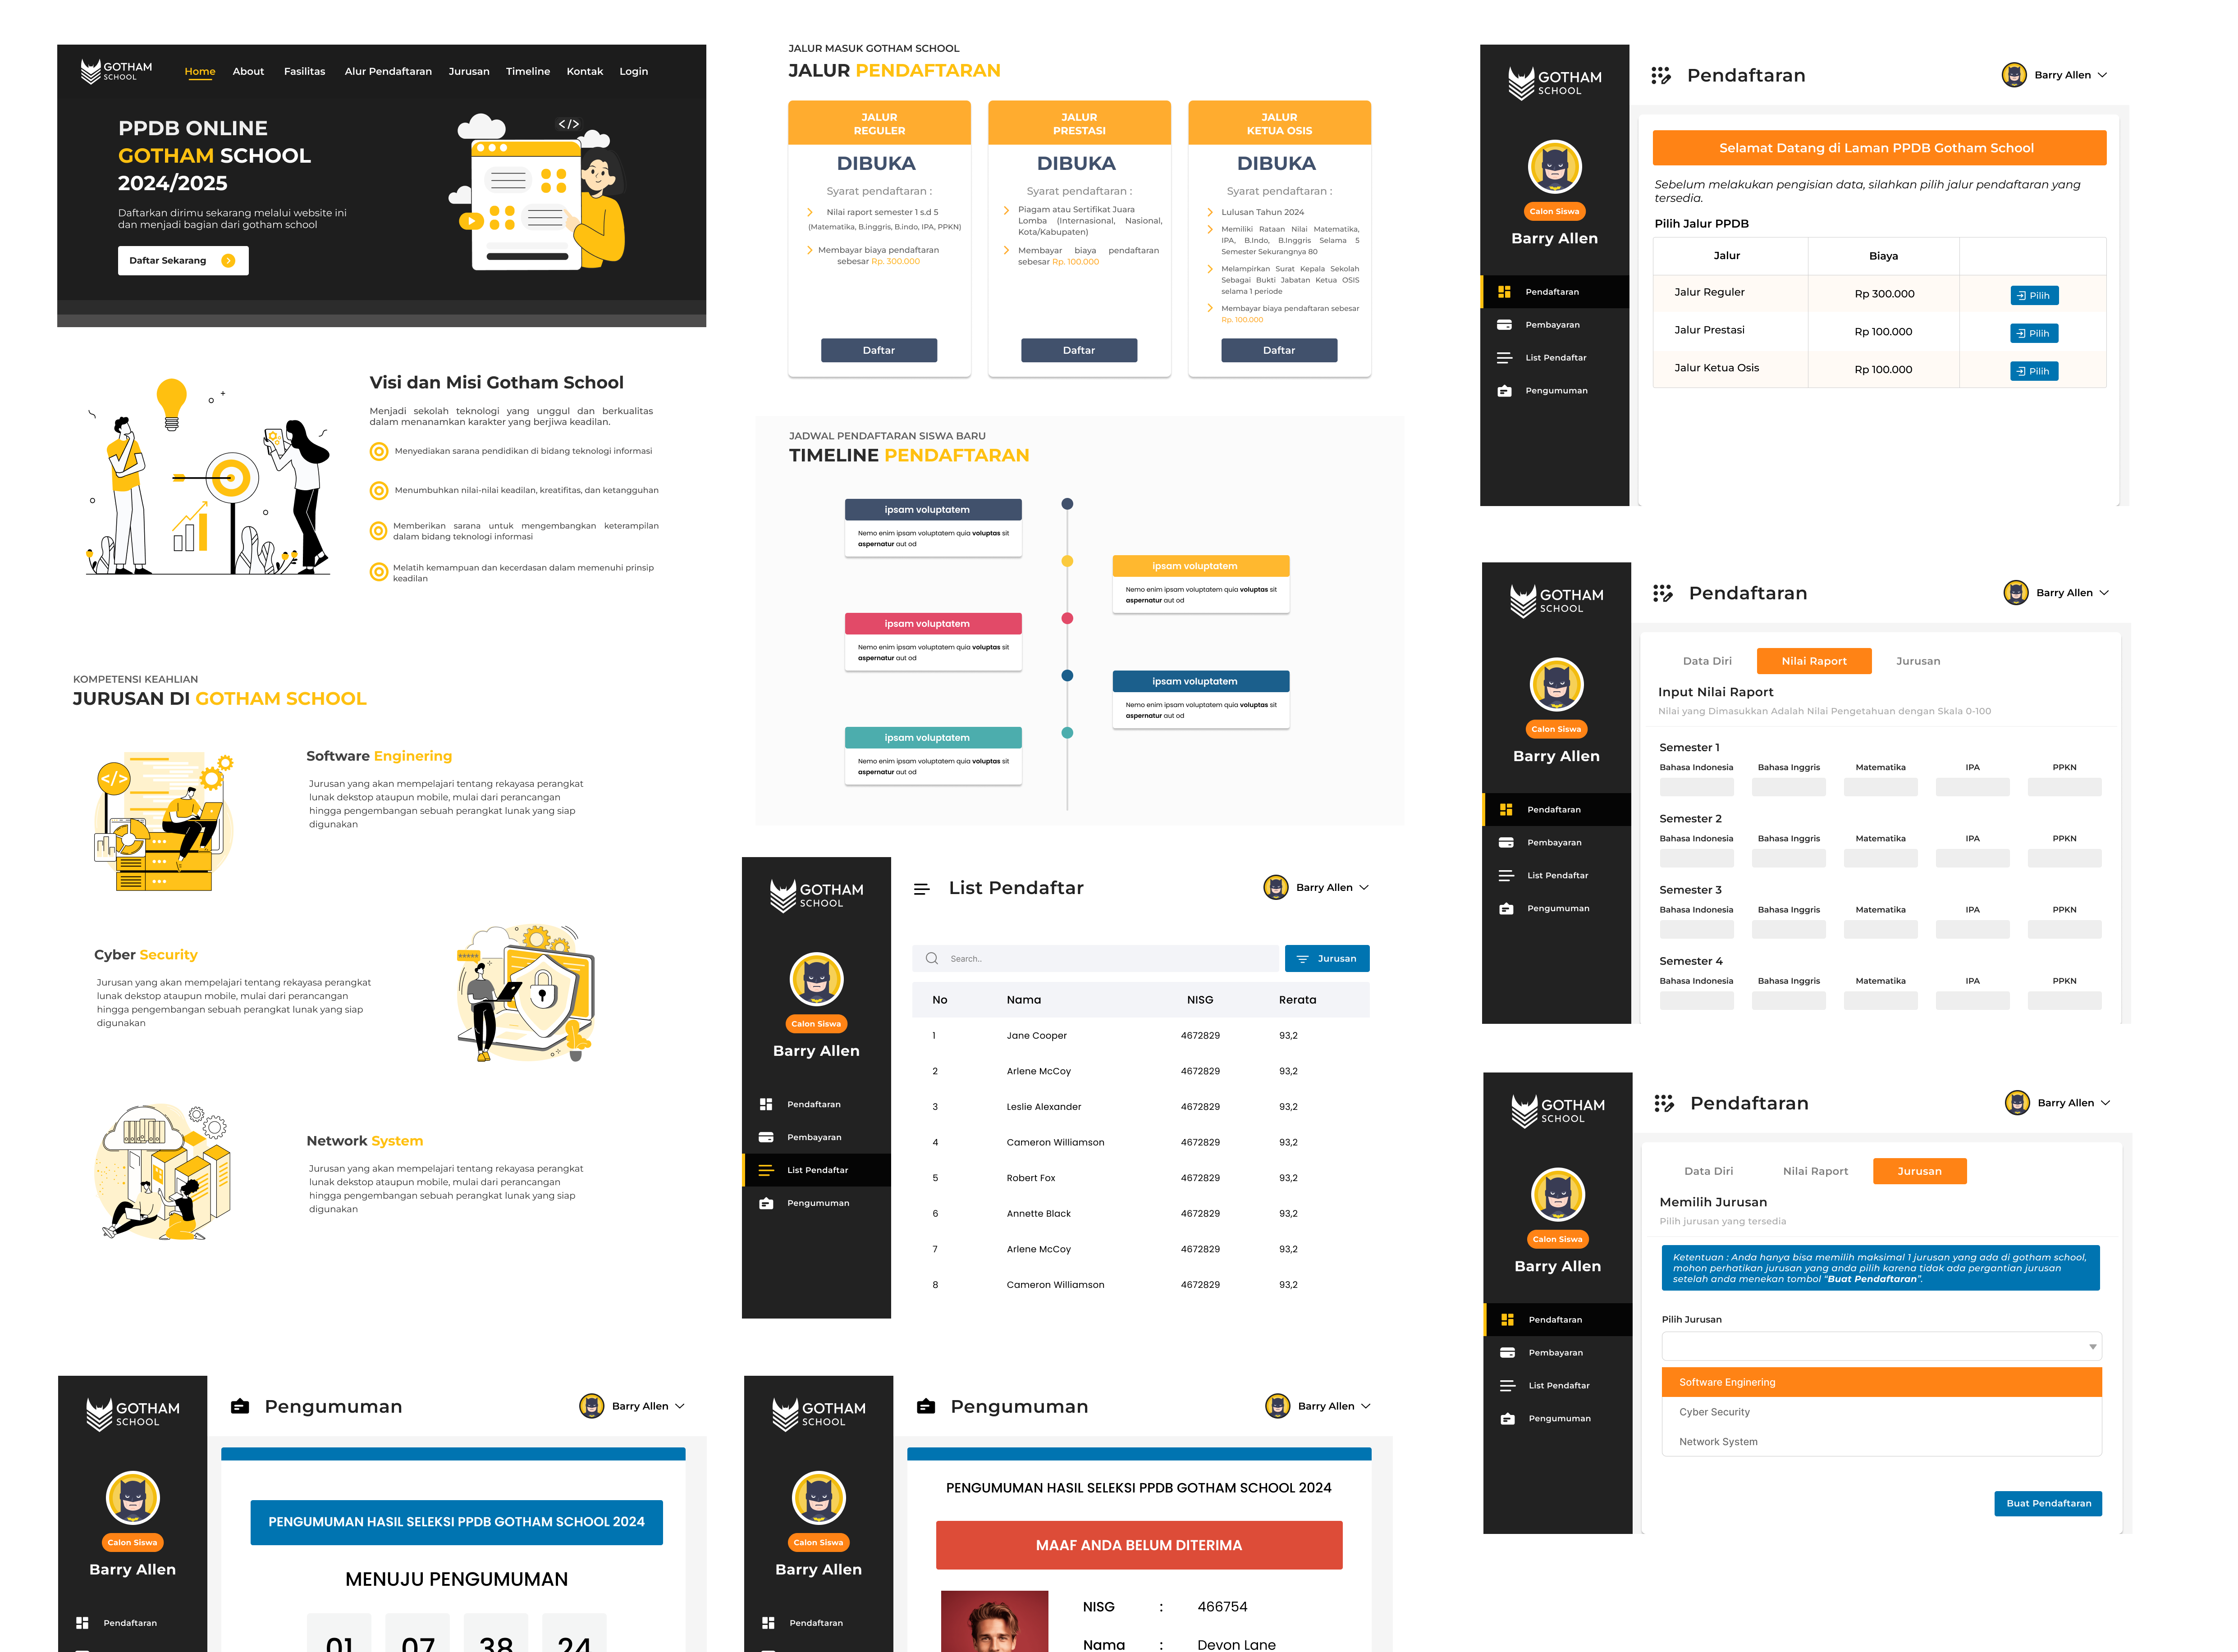 GOTHAM
SCHOOL
Home About Fasilitas Alur Pendaftaran Jurusan Timeline Kontak Login
PPDB ONLINE
GOTHAM SCHOOL
2024/2025
Daftarkan dirimu sekarang melalui website ini
dan menjadi bagian dari gotham school
Daftar Sekarang
</>
Visi dan Misi Gotham School
Menjadi sekolah teknologi yang unggul dan berkualitas
dalam menanamkan karakter yang berjiwa keadilan.
Menyediakan sarana pendidikan di bidang teknologi informasi
Menumbuhkan nilai-nilai keadilan, kreatifitas, dan ketangguhan
Memberikan sarana untuk mengembangkan keterampilan
dalam bidang teknologi informasi
Melatih kemampuan dan kecerdasan dalam memenuhi prinsip
keadilan
KOMPETENSI KEAHLIAN
JURUSAN DI GOTHAM SCHOOL
</>
Software Enginering
Jurusan yang akan mempelajari tentang rekayasa perangkat
lunak dekstop ataupun mobile, mulai dari perancangan
hingga pengembangan sebuah perangkat lunak yang siap
digunakan
Cyber Security
Jurusan yang akan mempelajari tentang rekayasa perangkat
lunak dekstop ataupun mobile, mulai dari perancangan
hingga pengembangan sebuah perangkat lunak yang siap
digunakan
*****
Network System
Jurusan yang akan mempelajari tentang rekayasa perangkat
lunak dekstop ataupun mobile, mulai dari perancangan
hingga pengembangan sebuah perangkat lunak yang siap
digunakan
GOTHAM
SCHOOL
Calon Siswa
Barry Allen
Pendaftaran
Pengumuman
Barry Allen
PENGUMUMAN HASIL SELEKSI PPDB GOTHAM SCHOOL 2024
MENUJU PENGUMUMAN
01 07 38 24
JALUR MASUK GOTHAM SCHOOL
JALUR PENDAFTARAN
JALUR
REGULER
DIBUKA
Syarat pendaftaran :
Nilai raport semester 1 s.d 5
(Matematika, B.inggris, B.indo, IPA, PPKN)
Membayar biaya pendaftaran
sebesar Rp. 300.000
Daftar
JALUR
PRESTASI
DIBUKA
Syarat pendaftaran :
Piagam atau Sertifikat Juara
Lomba (Internasional, Nasional,
Kota/Kabupaten)
Membayar biaya pendaftaran
sebesar Rp. 100.000
Daftar
JALUR
KETUA OSIS
DIBUKA
Syarat pendaftaran :
Lulusan Tahun 2024
Memiliki Rataan Nilai Matematika,
IPA, B.Indo, B.Inggris Selama 5
Semester Sekurangnya 80
Melampirkan Surat Kepala Sekolah
Sebagai Bukti Jabatan Ketua OSIS
selama 1 periode
Membayar biaya pendaftaran sebesar
Rp. 100.000
Daftar
JADWAL PENDAFTARAN SISWA BARU
TIMELINE PENDAFTARAN
ipsam voluptatem
Nemo enim ipsam voluptatem quia voluptas sit
aspernatur aut od
ipsam voluptatem
Nemo enim ipsam voluptatem quia voluptas sit
aspernatur aut od
ipsam voluptatem
Nemo enim ipsam voluptatem quia voluptas sit
aspernatur aut od
ipsam voluptatem
Nemo enim ipsam voluptatem quia voluptas sit
aspernatur aut od
ipsam voluptatem
Nemo enim ipsam voluptatem quia voluptas sit
aspernatur aut od
GOTHAM
SCHOOL
Calon Siswa
Barry Allen
Pendaftaran
Pembayaran
List Pendaftar
Pengumuman
List Pendaftar
Barry Allen
Search..
Jurusan
No Nama NISG Rerata
1 Jane Cooper 4672829 93,2
2 Arlene McCoy 4672829 93,2
3 Leslie Alexander 4672829 93,2
4 Cameron Williamson 4672829 93,2
5 Robert Fox 4672829 93,2
6 Annette Black 4672829 93,2
7 Arlene McCoy 4672829 93,2
8 Cameron Williamson 4672829 93,2
GOTHAM
SCHOOL
Calon Siswa
Barry Allen
Pendaftaran
Pengumuman
Barry Allen
PENGUMUMAN HASIL SELEKSI PPDB GOTHAM SCHOOL 2024
MAAF ANDA BELUM DITERIMA
NISG : 466754
Nama : Devon Lane
GOTHAM
SCHOOL
Calon Siswa
Barry Allen
Pendaftaran
Pembayaran
List Pendaftar
Pengumuman
Pendaftaran
Barry Allen
Selamat Datang di Laman PPDB Gotham School
Sebelum melakukan pengisian data, silahkan pilih jalur pendaftaran yang
tersedia.
Pilih Jalur PPDB
Jalur Biaya
Jalur Reguler Rp 300.000 Pilih
Jalur Prestasi Rp 100.000 Pilih
Jalur Ketua Osis Rp 100.000 Pilih
GOTHAM
SCHOOL
Calon Siswa
Barry Allen
Pendaftaran
Pembayaran
List Pendaftar
Pengumuman
Pendaftaran
Barry Allen
Data Diri Nilai Raport Jurusan
Input Nilai Raport
Nilai yang Dimasukkan Adalah Nilai Pengetahuan dengan Skala 0-100
Semester 1
Bahasa Indonesia Bahasa Inggris Matematika IPA PPKN
Semester 2
Bahasa Indonesia Bahasa Inggris Matematika IPA PPKN
Semester 3
Bahasa Indonesia Bahasa Inggris Matematika IPA PPKN
Semester 4
Bahasa Indonesia Bahasa Inggris Matematika IPA PPKN
GOTHAM
SCHOOL
Calon Siswa
Barry Allen
Pendaftaran
Pembayaran
List Pendaftar
Pengumuman
Pendaftaran
Barry Allen
Data Diri Nilai Raport Jurusan
Memilih Jurusan
Pilih jurusan yang tersedia
Ketentuan : Anda hanya bisa memilih maksimal 1 jurusan yang ada di gotham school,
mohon perhatikan jurusan yang anda pilih karena tidak ada pergantian jurusan
setelah anda menekan tombol "Buat Pendaftaran".
Pilih Jurusan
Software Enginering
Cyber Security
Network System
Buat Pendaftaran